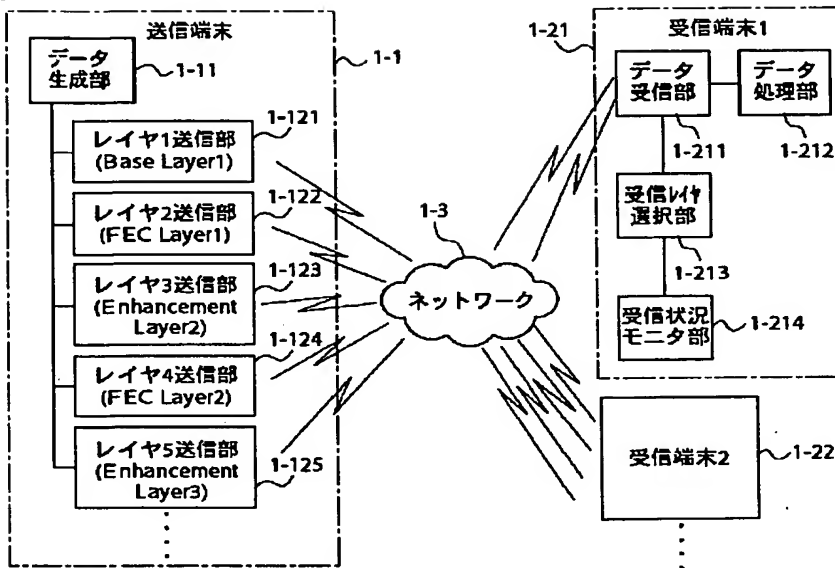 送信端末
データ
生成部
1-11
1-1
レイヤ1送信部
(Base Layer1)
1-121
レイヤ2送信部
(FEC Layer1)
1-122
レイヤ3送信部
(Enhancement
Layer2)
1-123
レイヤ4送信部
(FEC Layer2)
1-124
レイヤ5送信部
(Enhancement
Layer3)
1-125
1-3
ネットワーク
1-21
受信端末1
データ
受信部
1-211
データ
処理部
1-212
受信レイヤ
選択部
1-213
受信状況
モニタ部
1-214
受信端末2
1-22